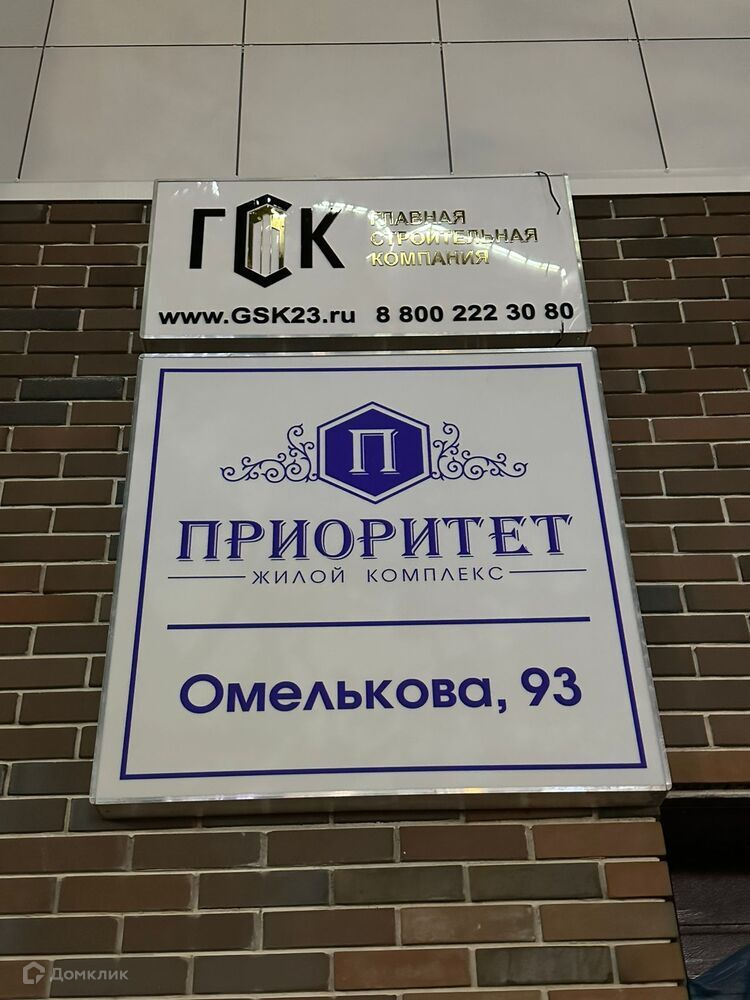 ГСК
ГЛАВНАЯ
СТРОИТЕЛЬНАЯ
КОМПАНИЯ
www.GSK23.ru 8 800 222 30 80
П
ПРИОРИТЕТ
ЖИЛОЙ КОМПЛЕКС
Омелькова, 93
Домклик